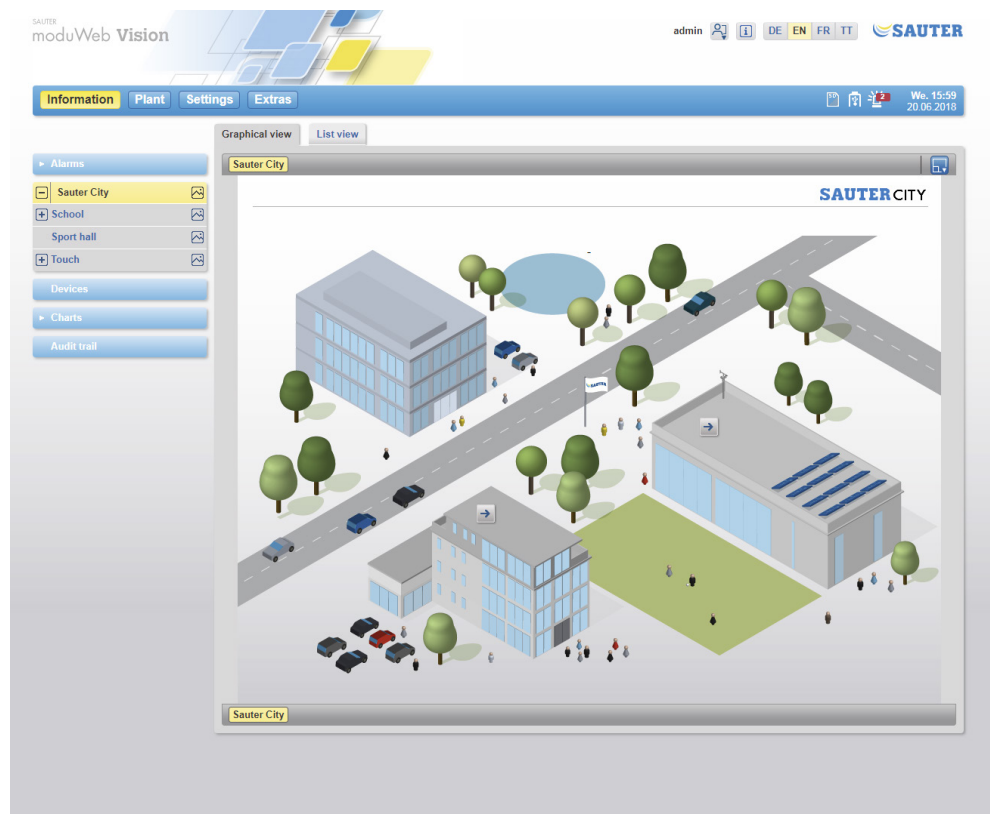 SAUTER
moduWeb Vision
admin
DE EN FR TT
SAUTER
Information Plant Settings Extras
2
We. 15:59
20.06.2018
Graphical view List view
Alarms
Sauter City
School
Sport hall
Touch
Devices
Charts
Audit trail
Sauter City
SAUTER CITY
SAUTER
Sauter City